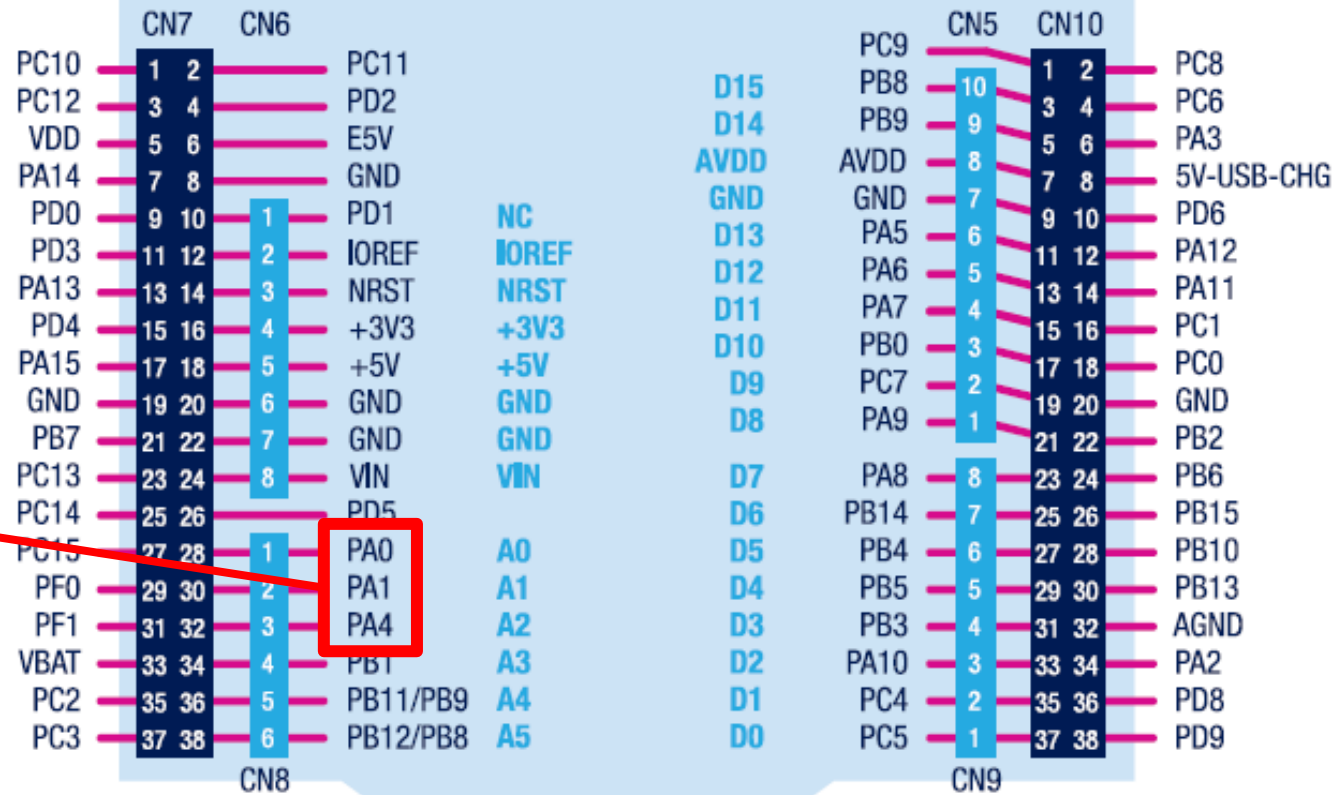 CN7 CN6 CN5 CN10
PC10 1 2 PC11 PC9 1 2 PC8
PC12 3 4 PD2 D15 PB8 10 3 4 PC6
VDD 5 6 E5V D14 PB9 9 5 6 PA3
PA14 7 8 GND AVDD AVDD 8 7 8 5V-USB-CHG
PD0 9 10 1 PD1 NC GND GND 7 9 10 PD6
PD3 11 12 2 IOREF IOREF D13 PA5 6 11 12 PA12
PA13 13 14 3 NRST NRST D12 PA6 5 13 14 PA11
PD4 15 16 4 +3V3 +3V3 D11 PA7 4 15 16 PC1
PA15 17 18 5 +5V +5V D10 PB0 3 17 18 PC0
GND 19 20 6 GND GND D9 PC7 2 19 20 GND
PB7 21 22 7 GND GND D8 PA9 1 21 22 PB2
PC13 23 24 8 VIN VIN D7 PA8 8 23 24 PB6
PC14 25 26 PD5 D6 PB14 7 25 26 PB15
PC15 27 28 1 PA0 A0 D5 PB4 6 27 28 PB10
PF0 29 30 2 PA1 A1 D4 PB5 5 29 30 PB13
PF1 31 32 3 PA4 A2 D3 PB3 4 31 32 AGND
VBAT 33 34 4 PB1 A3 D2 PA10 3 33 34 PA2
PC2 35 36 5 PB11/PB9 A4 D1 PC4 2 35 36 PD8
PC3 37 38 6 PB12/PB8 A5 D0 PC5 1 37 38 PD9
CN8 CN9